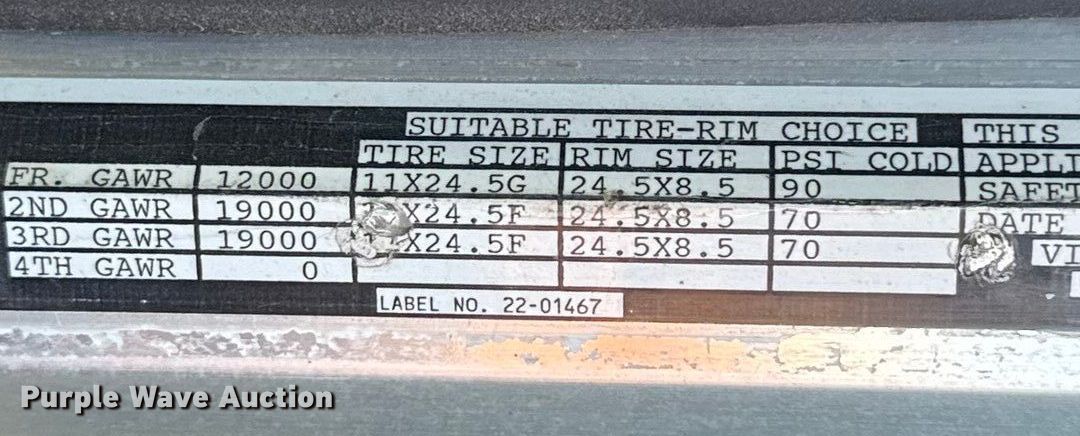 SUITABLE TIRE-RIM CHOICE THIS
TIRE SIZE RIM SIZE PSI COLD APPLI
FR. GAWR 12000 11X24.5G 24.5X8.5 90 SAFET
2ND GAWR 19000 X24.5F 24.5X8.5 70 DATE
3RD GAWR 19000 X24.5F 24.5X8.5 70 VI
4TH GAWR 0
LABEL NO. 22-01467
Purple Wave Auction